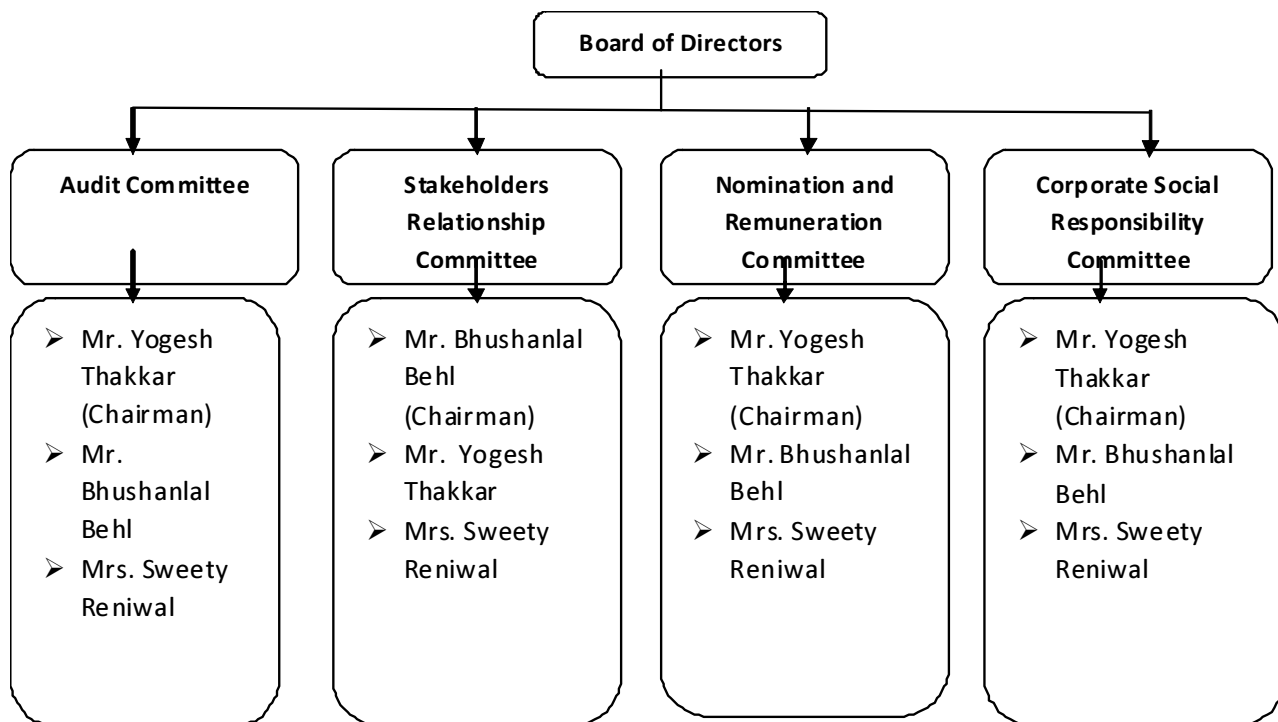 Board of Directors
Audit Committee
Stakeholders
Relationship
Committee
Nomination and
Remuneration
Committee
Corporate Social
Responsibility
Committee
➢ Mr. Yogesh
Thakkar
(Chairman)
➢ Mr.
Bhushanlal
Behl
➢ Mrs. Sweety
Reniwal
➢ Mr. Bhushanlal
Behl
(Chairman)
➢ Mr. Yogesh
Thakkar
➢ Mrs. Sweety
Reniwal
➢ Mr. Yogesh
Thakkar
(Chairman)
➢ Mr. Bhushanlal
Behl
➢ Mrs. Sweety
Reniwal
➢ Mr. Yogesh
Thakkar
(Chairman)
➢ Mr. Bhushanlal
Behl
➢ Mrs. Sweety
Reniwal